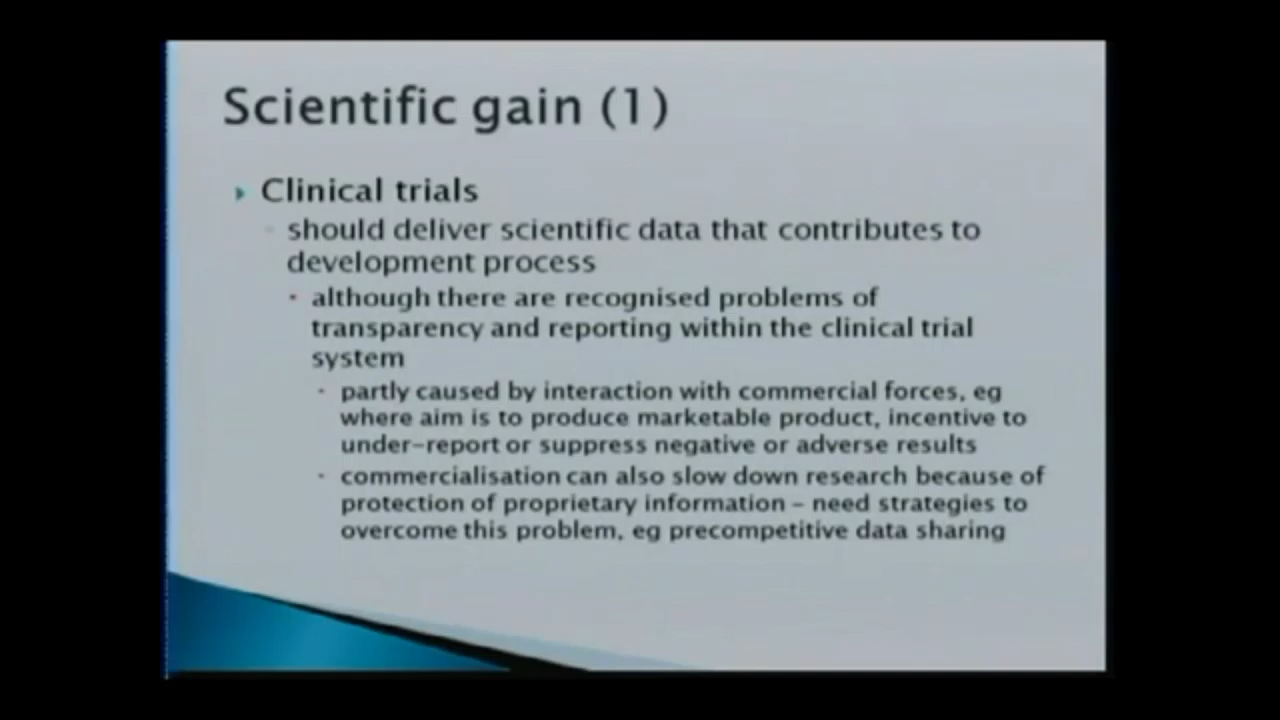 Scientific gain (1)
Clinical trials
should deliver scientific data that contributes to
development process
although there are recognised problems of
transparency and reporting within the clinical trial
system
partly caused by interaction with commercial forces, eg
where aim is to produce marketable product, incentive to
under-report or suppress negative or adverse results
commercialisation can also slow down research because of
protection of proprietary information – need strategies to
overcome this problem, eg precompetitive data sharing